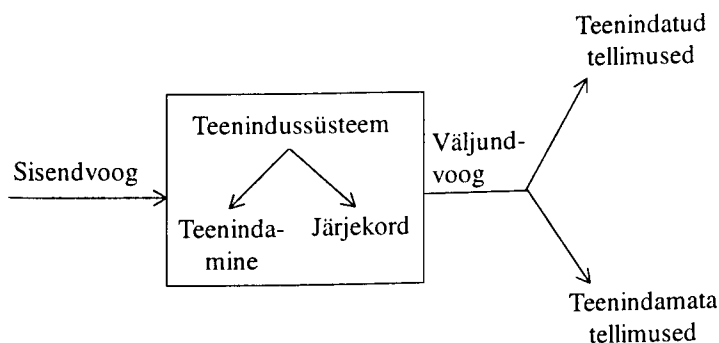 Teenindatud
tellimused
Teenindussüsteem
Väljund-
voog
Sisendvoog
Teeninda-
mine
Järjekord
Teenindamata
tellimused